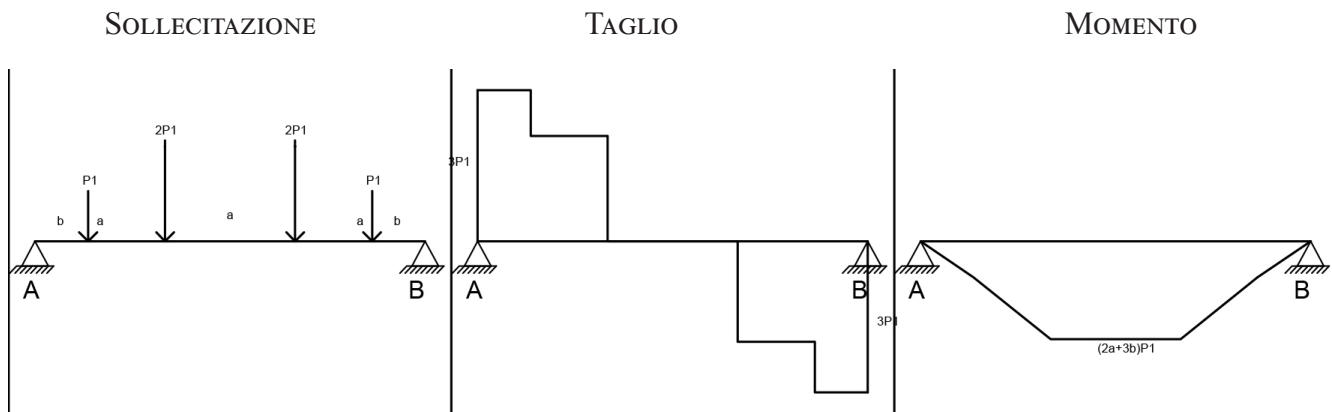 SOLLECITAZIONE TAGLIO MOMENTO
2P1 2P1
P1 P1
b a a a b
A B
3P1
A B
3P1
A B
(2a+3b)P1